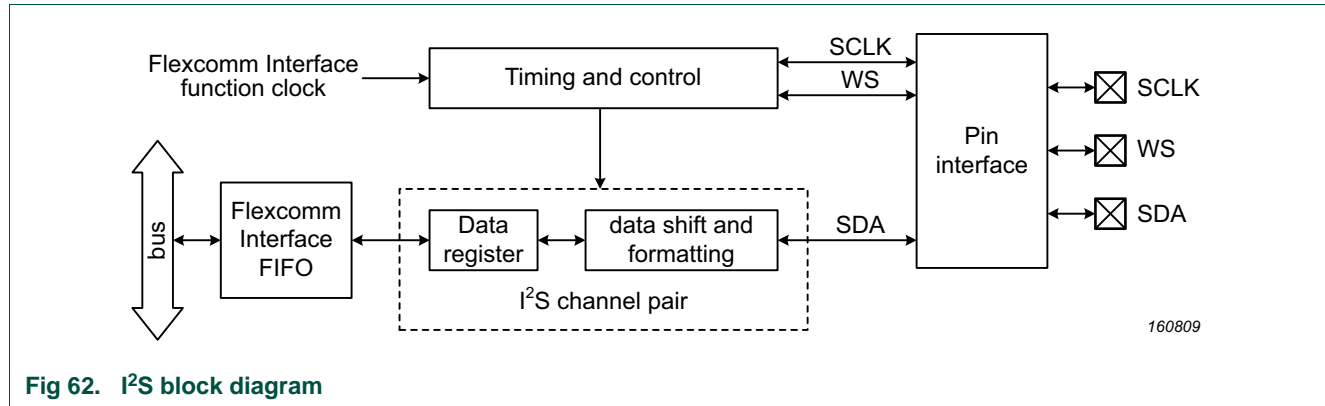 Flexcomm Interface
function clock
Timing and control
SCLK
WS
Pin
interface
SCLK
WS
SDA
bus
Flexcomm
Interface
FIFO
Data
register
data shift and
formatting
SDA
I²S channel pair
160809
Fig 62. I²S block diagram